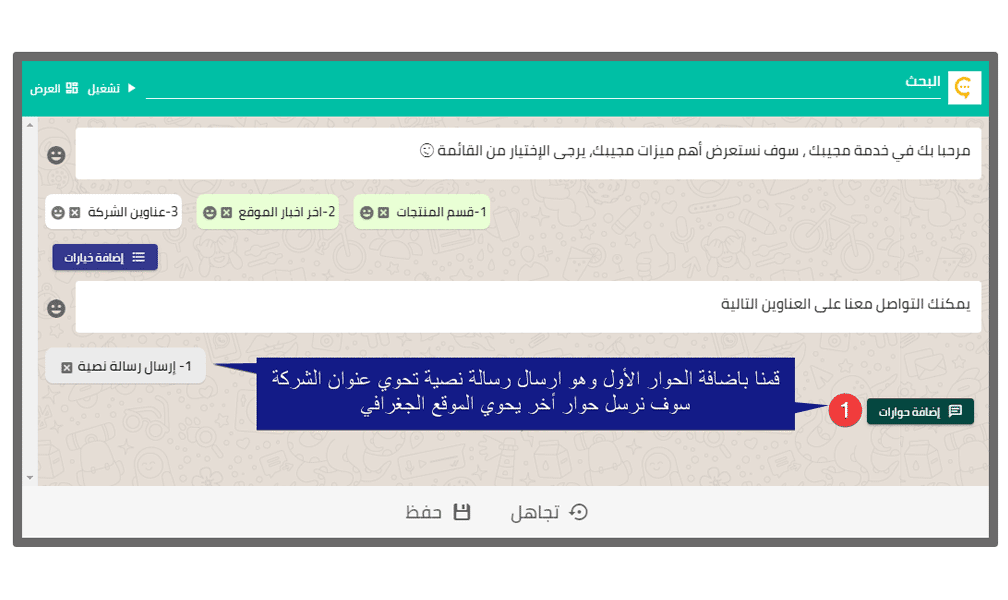 البحث
تشغيل
العرض
مرحبا بك في خدمة مجيبك , سوف نستعرض أهم ميزات مجيبك, يرجى الإختيار من القائمة
1-قسم المنتجات
2-اخر اخبار الموقع
3-عناوين الشركة
إضافة خيارات
يمكنك التواصل معنا على العناوين التالية
1- إرسال رسالة نصية
قمنا باضافة الحوار الأول وهو ارسال رسالة نصية تحوي عنوان الشركة
سوف نرسل حوار أخر يحوي الموقع الجغرافي
1
إضافة حوارات
تجاهل
حفظ